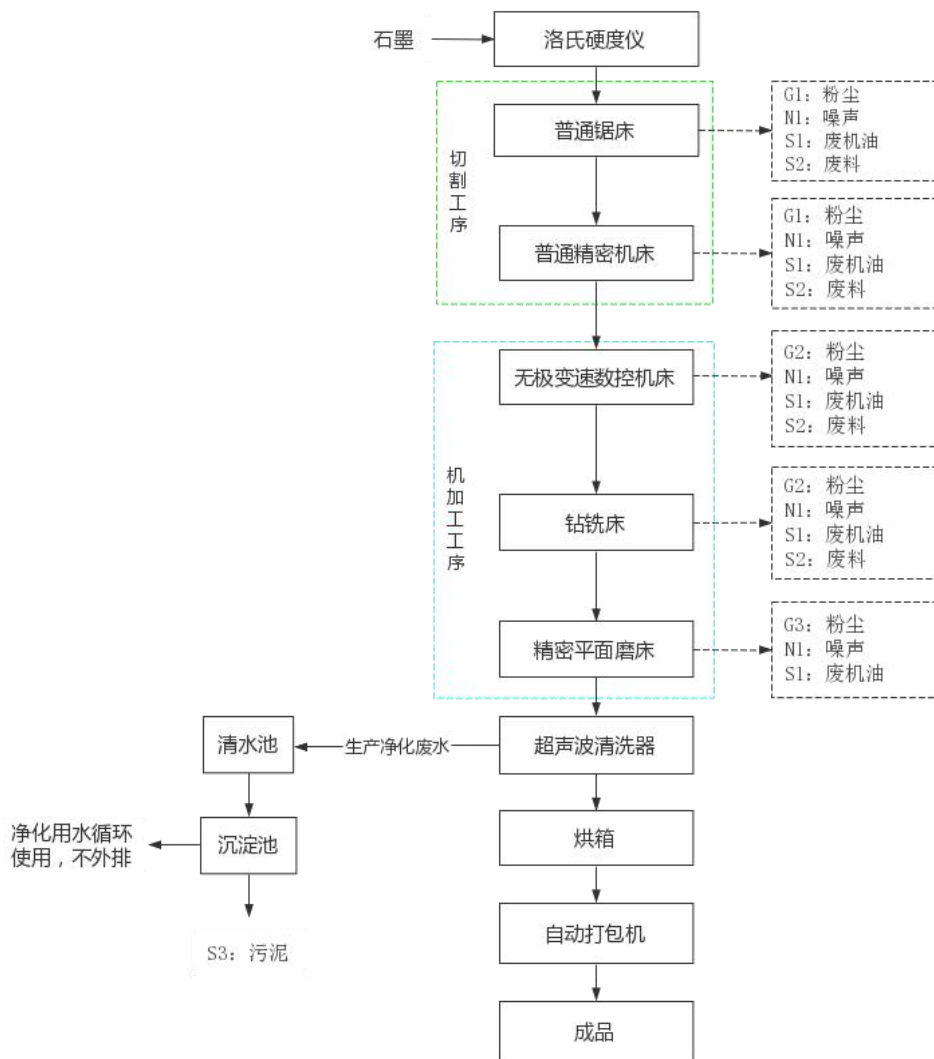 石墨
洛氏硬度仪
切割工序
普通锯床
G1：粉尘
N1：噪声
S1：废机油
S2：废料
普通精密机床
G1：粉尘
N1：噪声
S1：废机油
S2：废料
机加工工序
无极变速数控机床
G2：粉尘
N1：噪声
S1：废机油
S2：废料
钻铣床
G2：粉尘
N1：噪声
S1：废机油
S2：废料
精密平面磨床
G3：粉尘
N1：噪声
S1：废机油
超声波清洗器
生产净化废水
清水池
沉淀池
净化用水循环
使用，不外排
S3：污泥
烘箱
自动打包机
成品